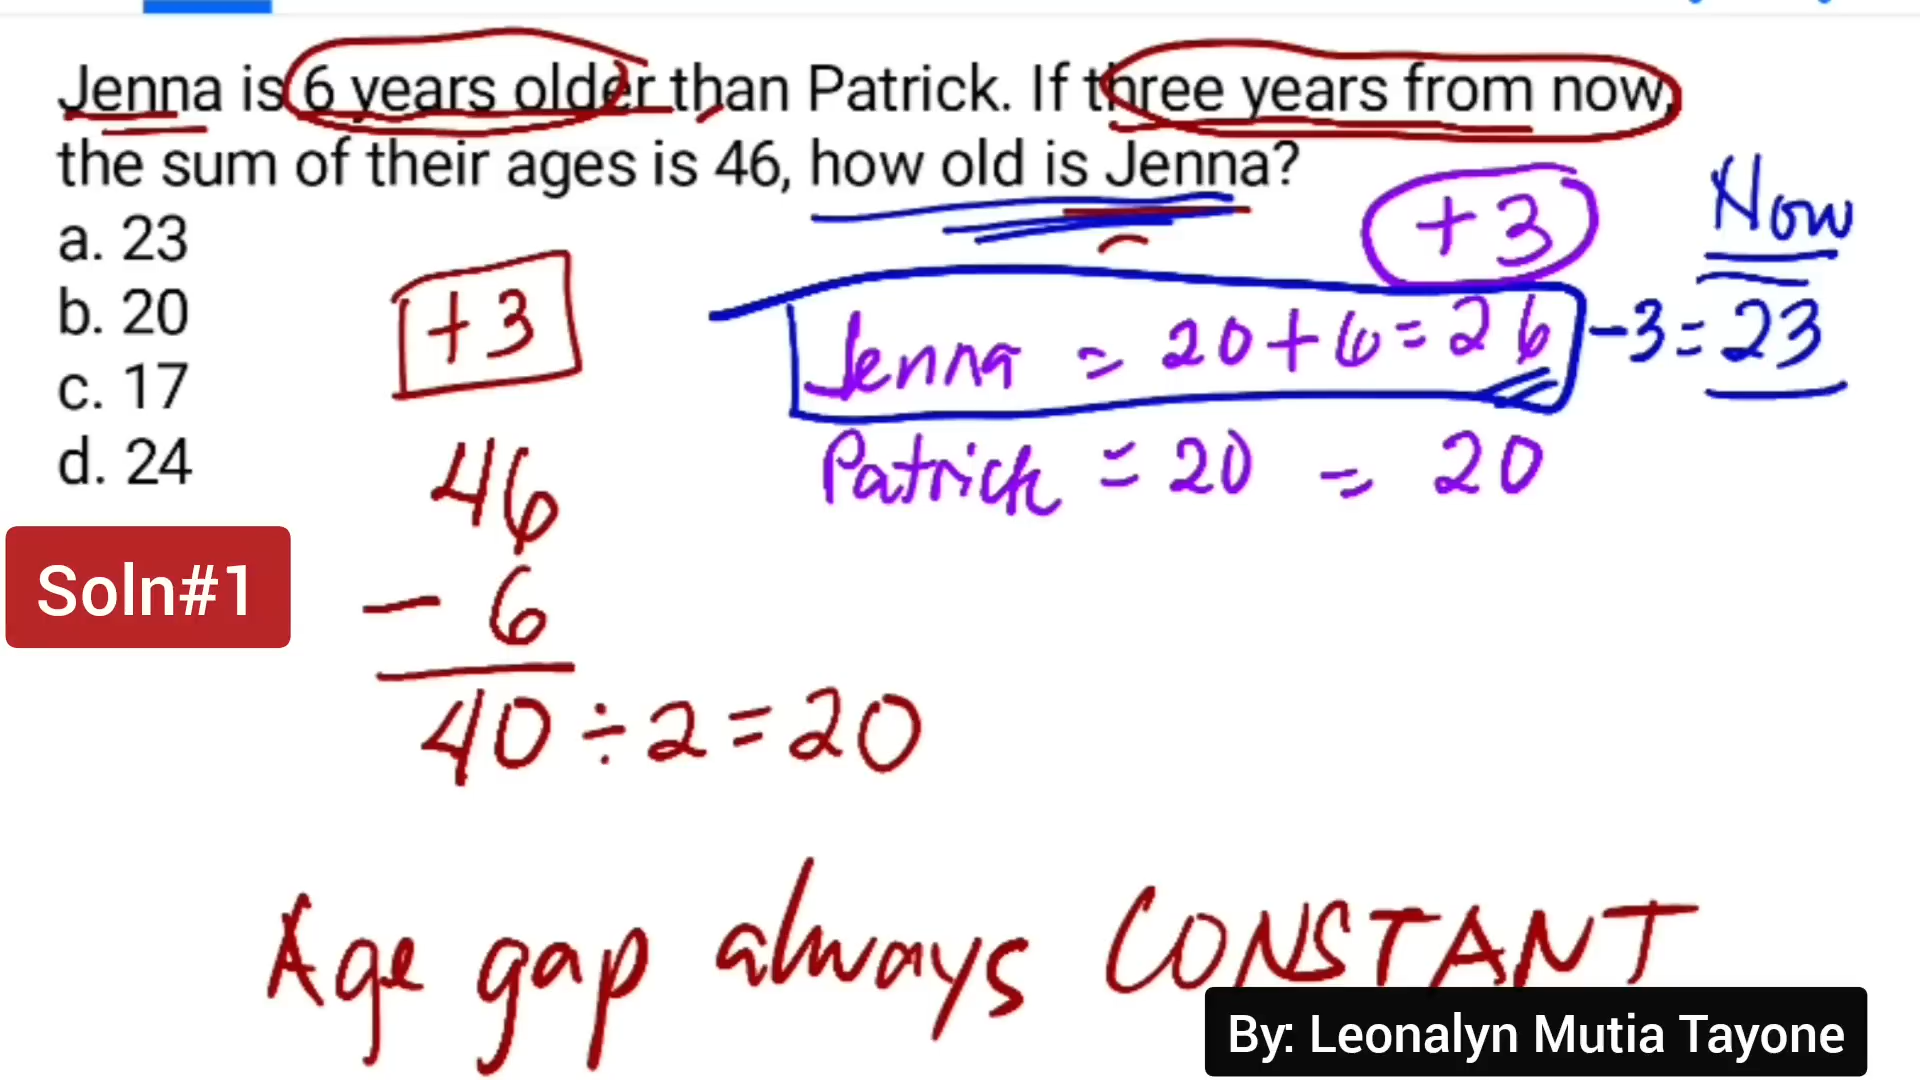 Jenna is 6 years older than Patrick. If three years from now,
the sum of their ages is 46, how old is Jenna?
a. 23
b. 20
c. 17
d. 24
+3
+3
Now
Jenna = 20+6=26 -3=23
Patrick = 20 = 20
46
- 6
40÷2=20
Soln#1
Age gap always CONSTANT
By: Leonalyn Mutia Tayone